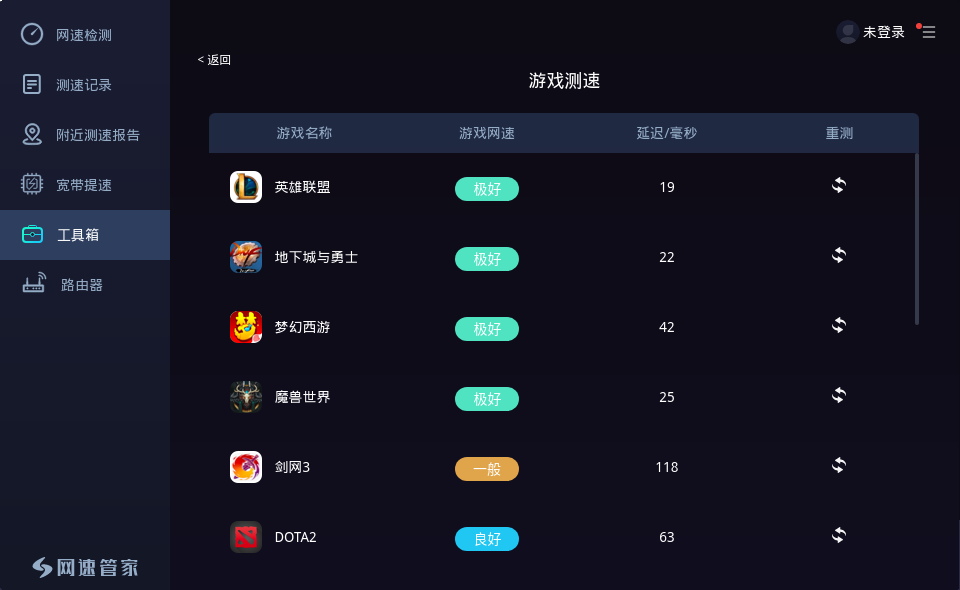 网速检测
测速记录
附近测速报告
宽带提速
工具箱
路由器
网速管家
未登录
< 返回
游戏测速
游戏名称 游戏网速 延迟/毫秒 重测
英雄联盟 极好 19
地下城与勇士 极好 22
梦幻西游 极好 42
魔兽世界 极好 25
剑网3 一般 118
DOTA2 良好 63